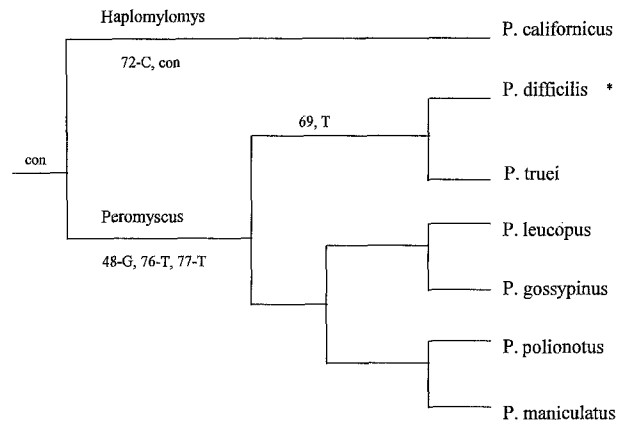 Haplomylomys
P. californicus
72-C, con
P. difficilis *
69, T
con
P. truei
Peromyscus
P. leucopus
48-G, 76-T, 77-T
P. gossypinus
P. polionotus
P. maniculatus